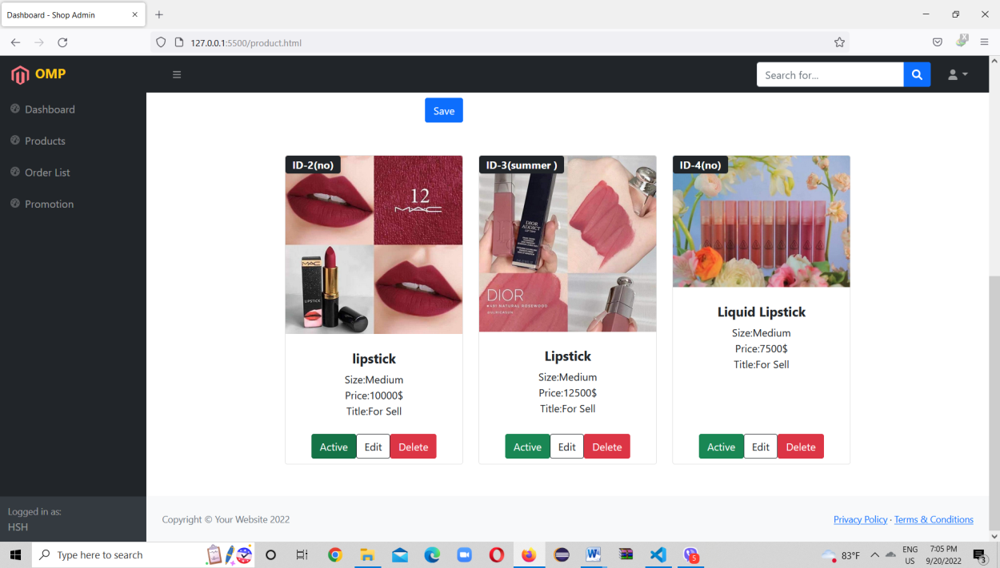 Dashboard - Shop Admin
127.0.0.1:5500/product.html
OMP
Search for...
Dashboard
Products
Order List
Promotion
Save
ID-2(no)
12
MAC
MAC
LIPSTICK
lipstick
Size:Medium
Price:10000$
Title:For Sell
Active Edit Delete
ID-3(summer )
DIOR
ADDICT
LIP TINT
DIOR
#491 NATURAL ROSEWOOD
Lipstick
Size:Medium
Price:12500$
Title:For Sell
Active Edit Delete
ID-4(no)
Liquid Lipstick
Size:Medium
Price:7500$
Title:For Sell
Active Edit Delete
Logged in as:
HSH
Copyright © Your Website 2022
Privacy Policy · Terms & Conditions
Type here to search
5
83°F
ENG
US
7:05 PM
9/20/2022
3